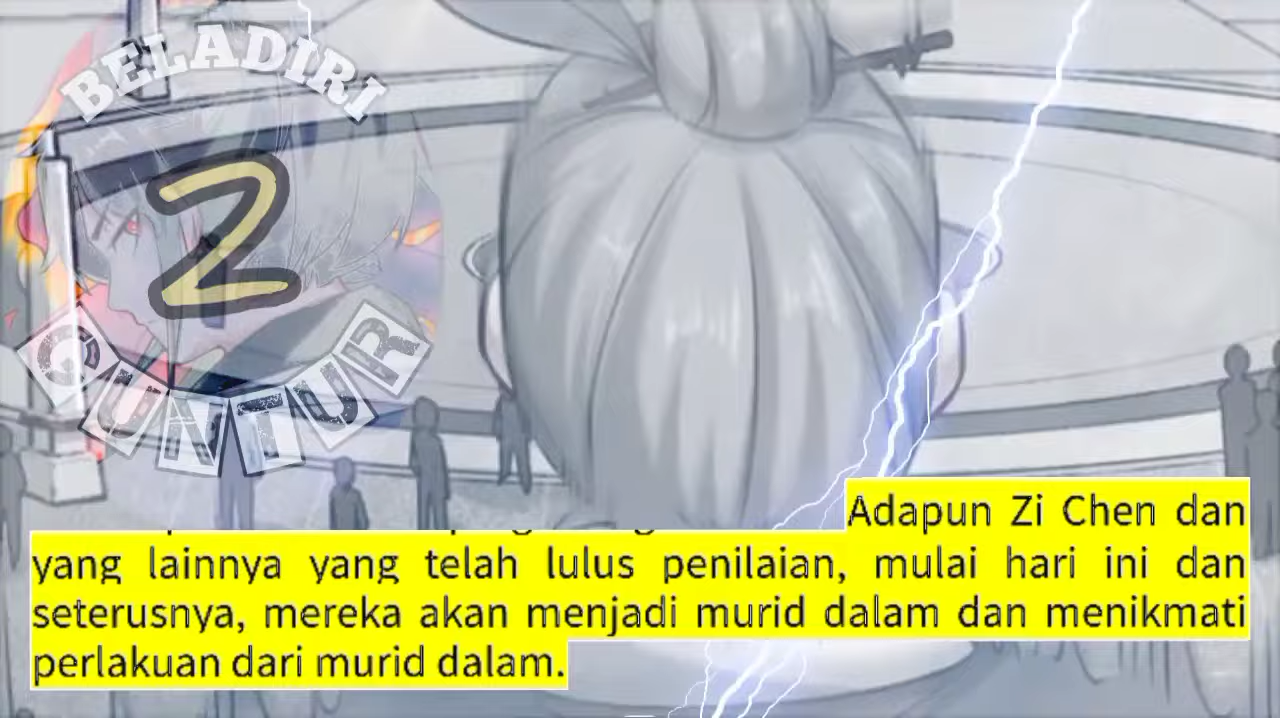 BELADIRI
2
GUNTUR
Adapun Zi Chen dan
yang lainnya yang telah lulus penilaian, mulai hari ini dan
seterusnya, mereka akan menjadi murid dalam dan menikmati
perlakuan dari murid dalam.